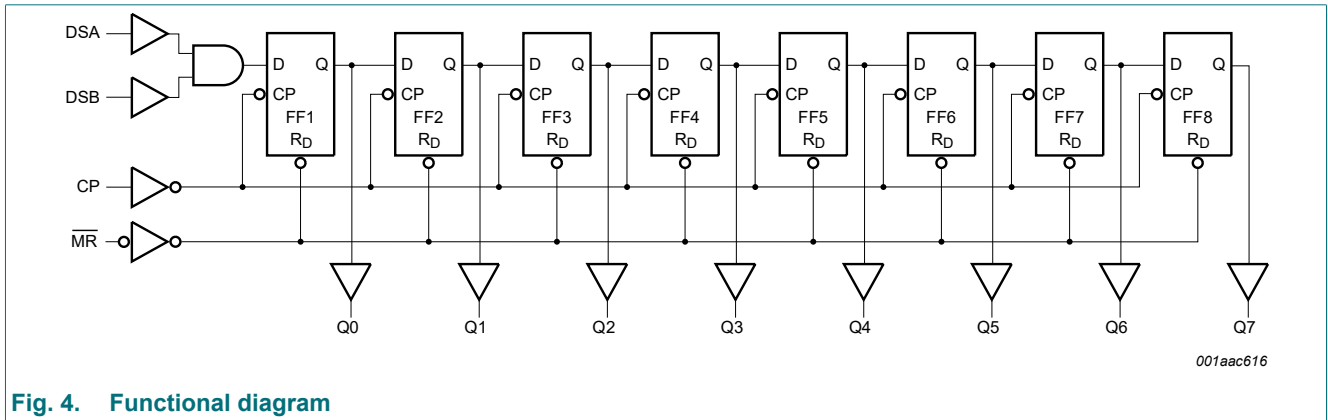 DSA
DSB
D Q D Q D Q D Q D Q D Q D Q D Q
CP CP CP CP CP CP CP CP
FF1 FF2 FF3 FF4 FF5 FF6 FF7 FF8
RD RD RD RD RD RD RD RD
CP
MR
Q0 Q1 Q2 Q3 Q4 Q5 Q6 Q7
001aac616
Fig. 4. Functional diagram